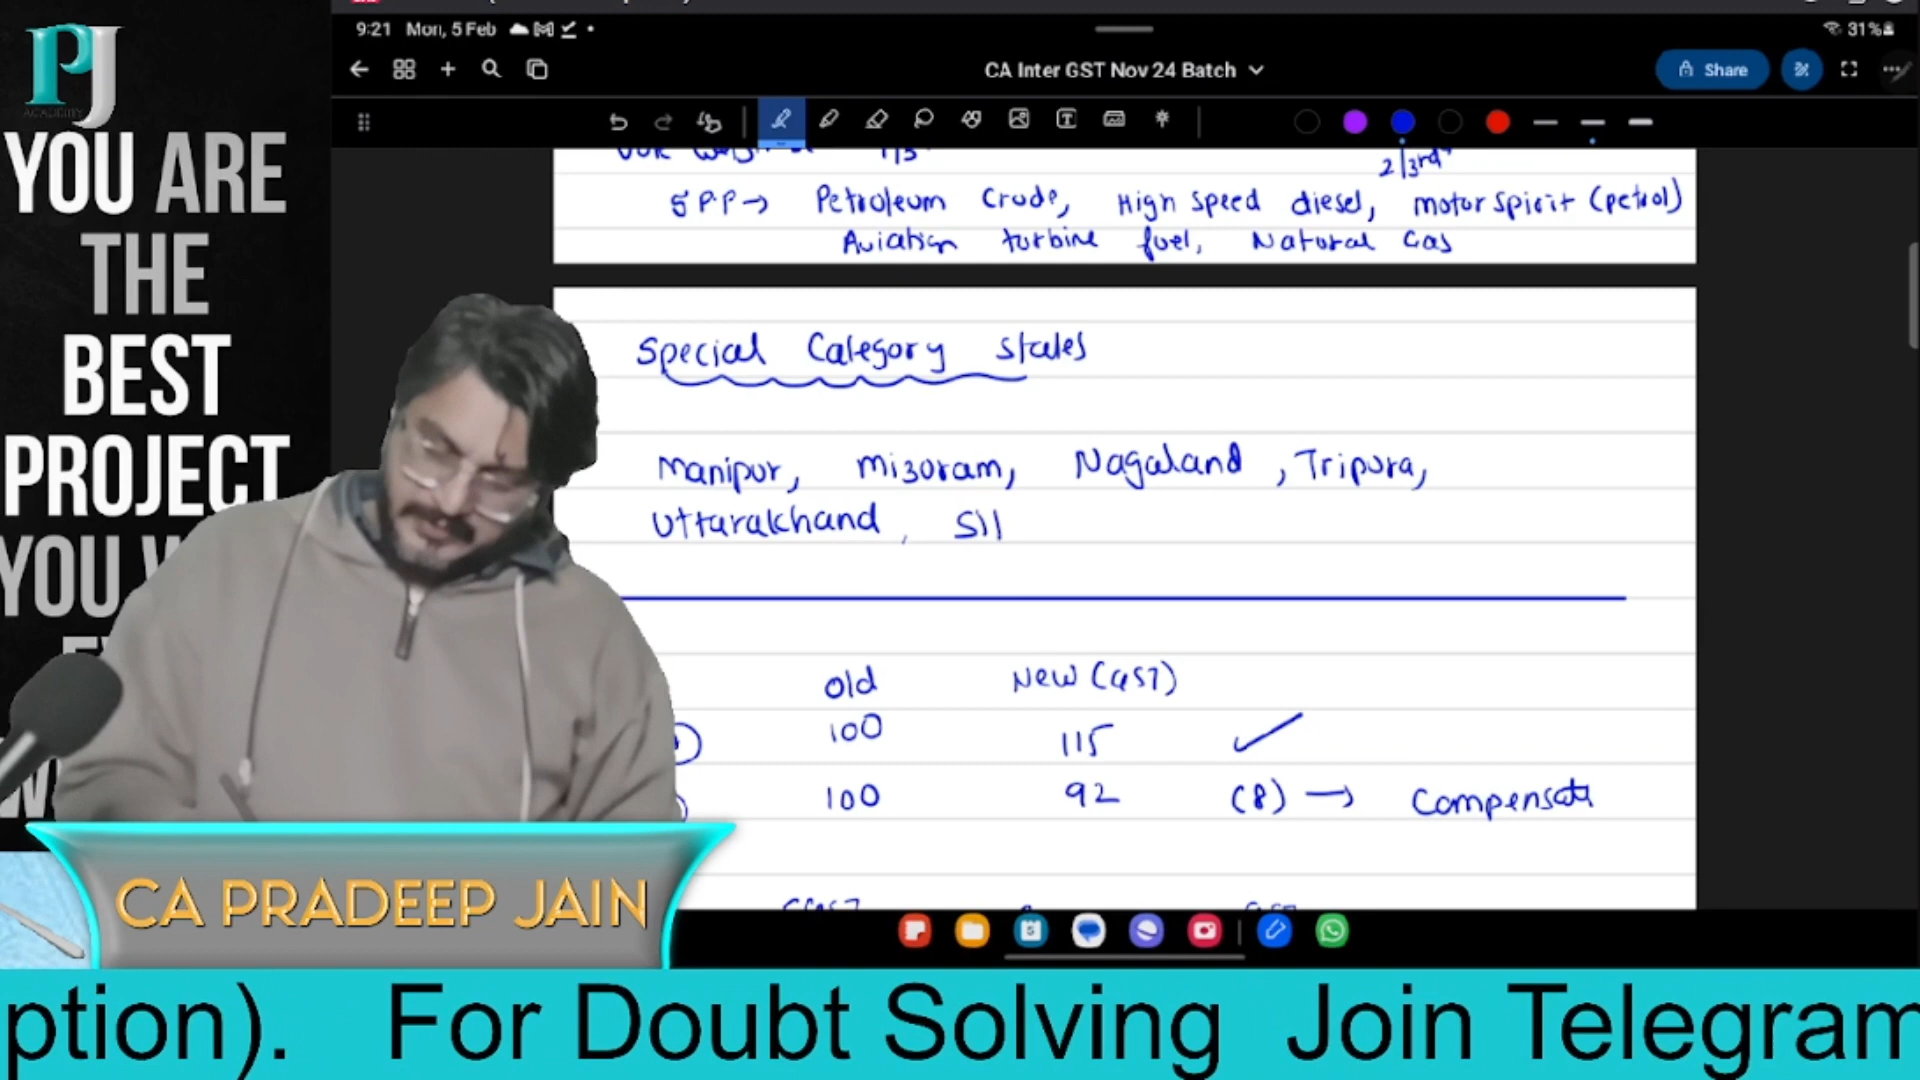 9:21 Mon, 5 Feb
31%
CA Inter GST Nov 24 Batch
Share
PJ
ACADEMY
YOU ARE
THE
BEST
PROJECT
YOU
2/3rd
5 PP → Petroleum Crude, High Speed diesel, motor Spirit (petrol)
Aviation turbine fuel, Natural Gas
Special Category States
Manipur, Mizoram, Nagaland, Tripura,
Uttarakhand, SII
Old New (GST)
100 115 ✓
100 92 (8) →
CA PRADEEP JAIN
ption). For Doubt Solving Join Telegram